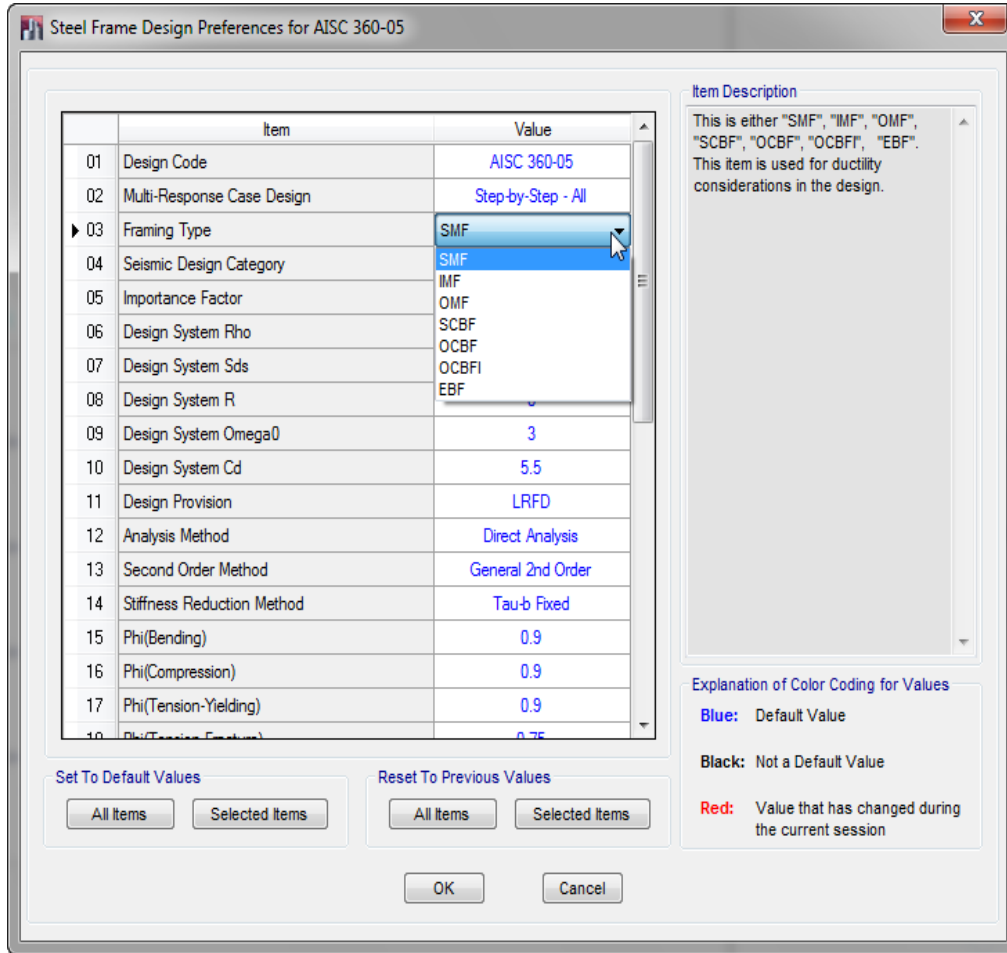 Steel Frame Design Preferences for AISC 360-05
Item Value
01 Design Code AISC 360-05
02 Multi-Response Case Design Step-by-Step - All
03 Framing Type SMF
04 Seismic Design Category
05 Importance Factor
06 Design System Rho
07 Design System Sds
08 Design System R
SMF
IMF
OMF
SCBF
OCBF
OCBFI
EBF
09 Design System Omega0 3
10 Design System Cd 5.5
11 Design Provision LRFD
12 Analysis Method Direct Analysis
13 Second Order Method General 2nd Order
14 Stiffness Reduction Method Tau-b Fixed
15 Phi(Bending) 0.9
16 Phi(Compression) 0.9
17 Phi(Tension-Yielding) 0.9
Set To Default Values
All Items Selected Items
Reset To Previous Values
All Items Selected Items
Item Description
This is either "SMF", "IMF", "OMF",
"SCBF", "OCBF", "OCBFI", "EBF".
This item is used for ductility
considerations in the design.
Explanation of Color Coding for Values
Blue: Default Value
Black: Not a Default Value
Red: Value that has changed during
the current session
OK Cancel